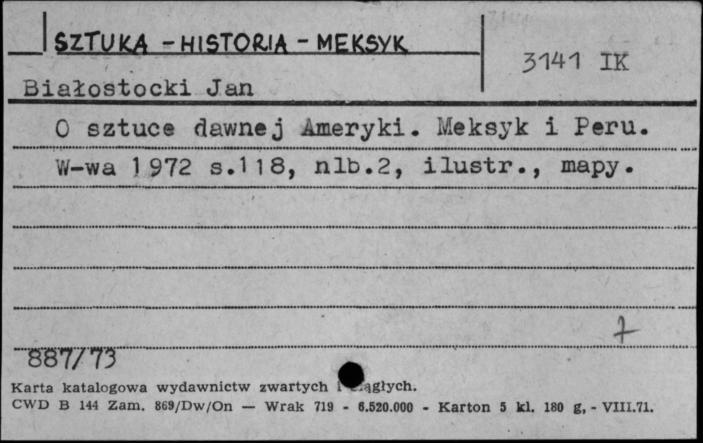 SZTUKA - HISTORIA - MEKSYK
3141 IK
Białostocki Jan
O sztuce dawnej Ameryki. Meksyk i Peru.
W-wa 1972 s.118, nlb.2, ilustr., mapy.
887/73
Karta katalogowa wydawnictw zwartych i
CWD B 144 Zam. 869/Dw/On — Wrak 719 - 6.520.000 - Karton 5 kl. 180 g, - VIII.71.